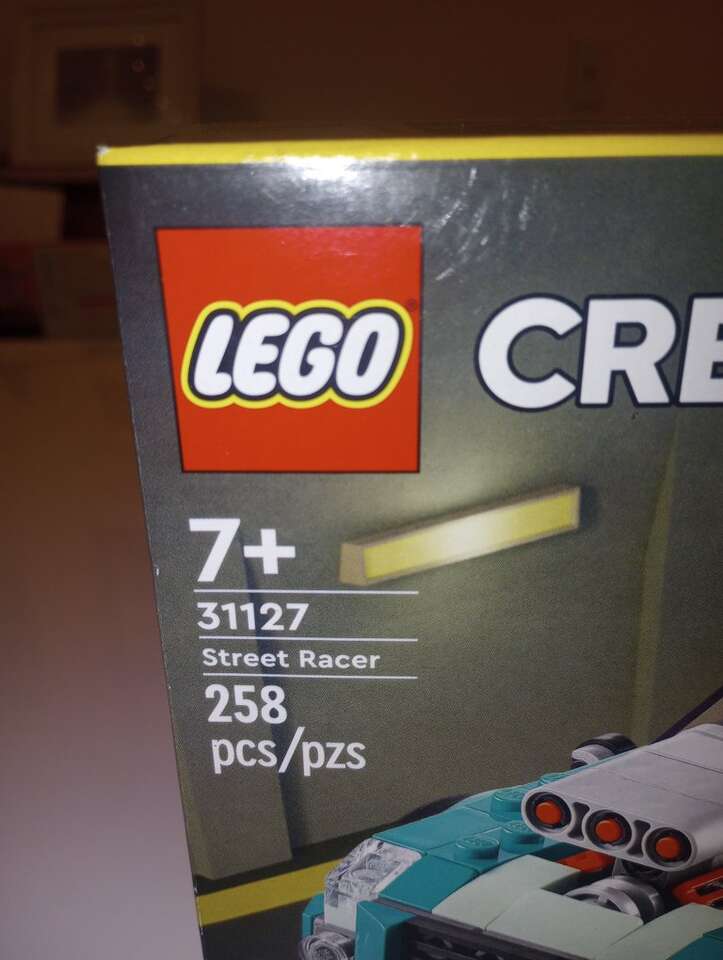 LEGO
CRE
7+
31127
Street Racer
258
pcs/pzs